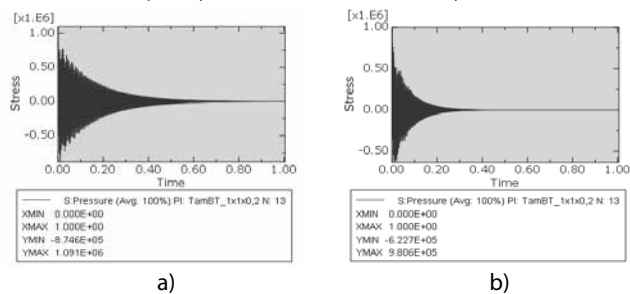 [x1.E6]
1.00
0.50
0.00
-0.50
Stress
0.00 0.20 0.40 0.60 0.80 1.00
Time
S:Pressure (Avg: 100%) PI: TamBT_1x1x0,2 N: 13
XMIN 0.000E+00
XMAX 1.000E+00
YMIN -8.746E+05
YMAX 1.091E+06
a)
[x1.E6]
1.00
0.50
0.00
-0.50
Stress
0.00 0.20 0.40 0.60 0.80 1.00
Time
S:Pressure (Avg: 100%) PI: TamBT_1x1x0,2 N: 13
XMIN 0.000E+00
XMAX 1.000E+00
YMIN -6.227E+05
YMAX 9.806E+05
b)